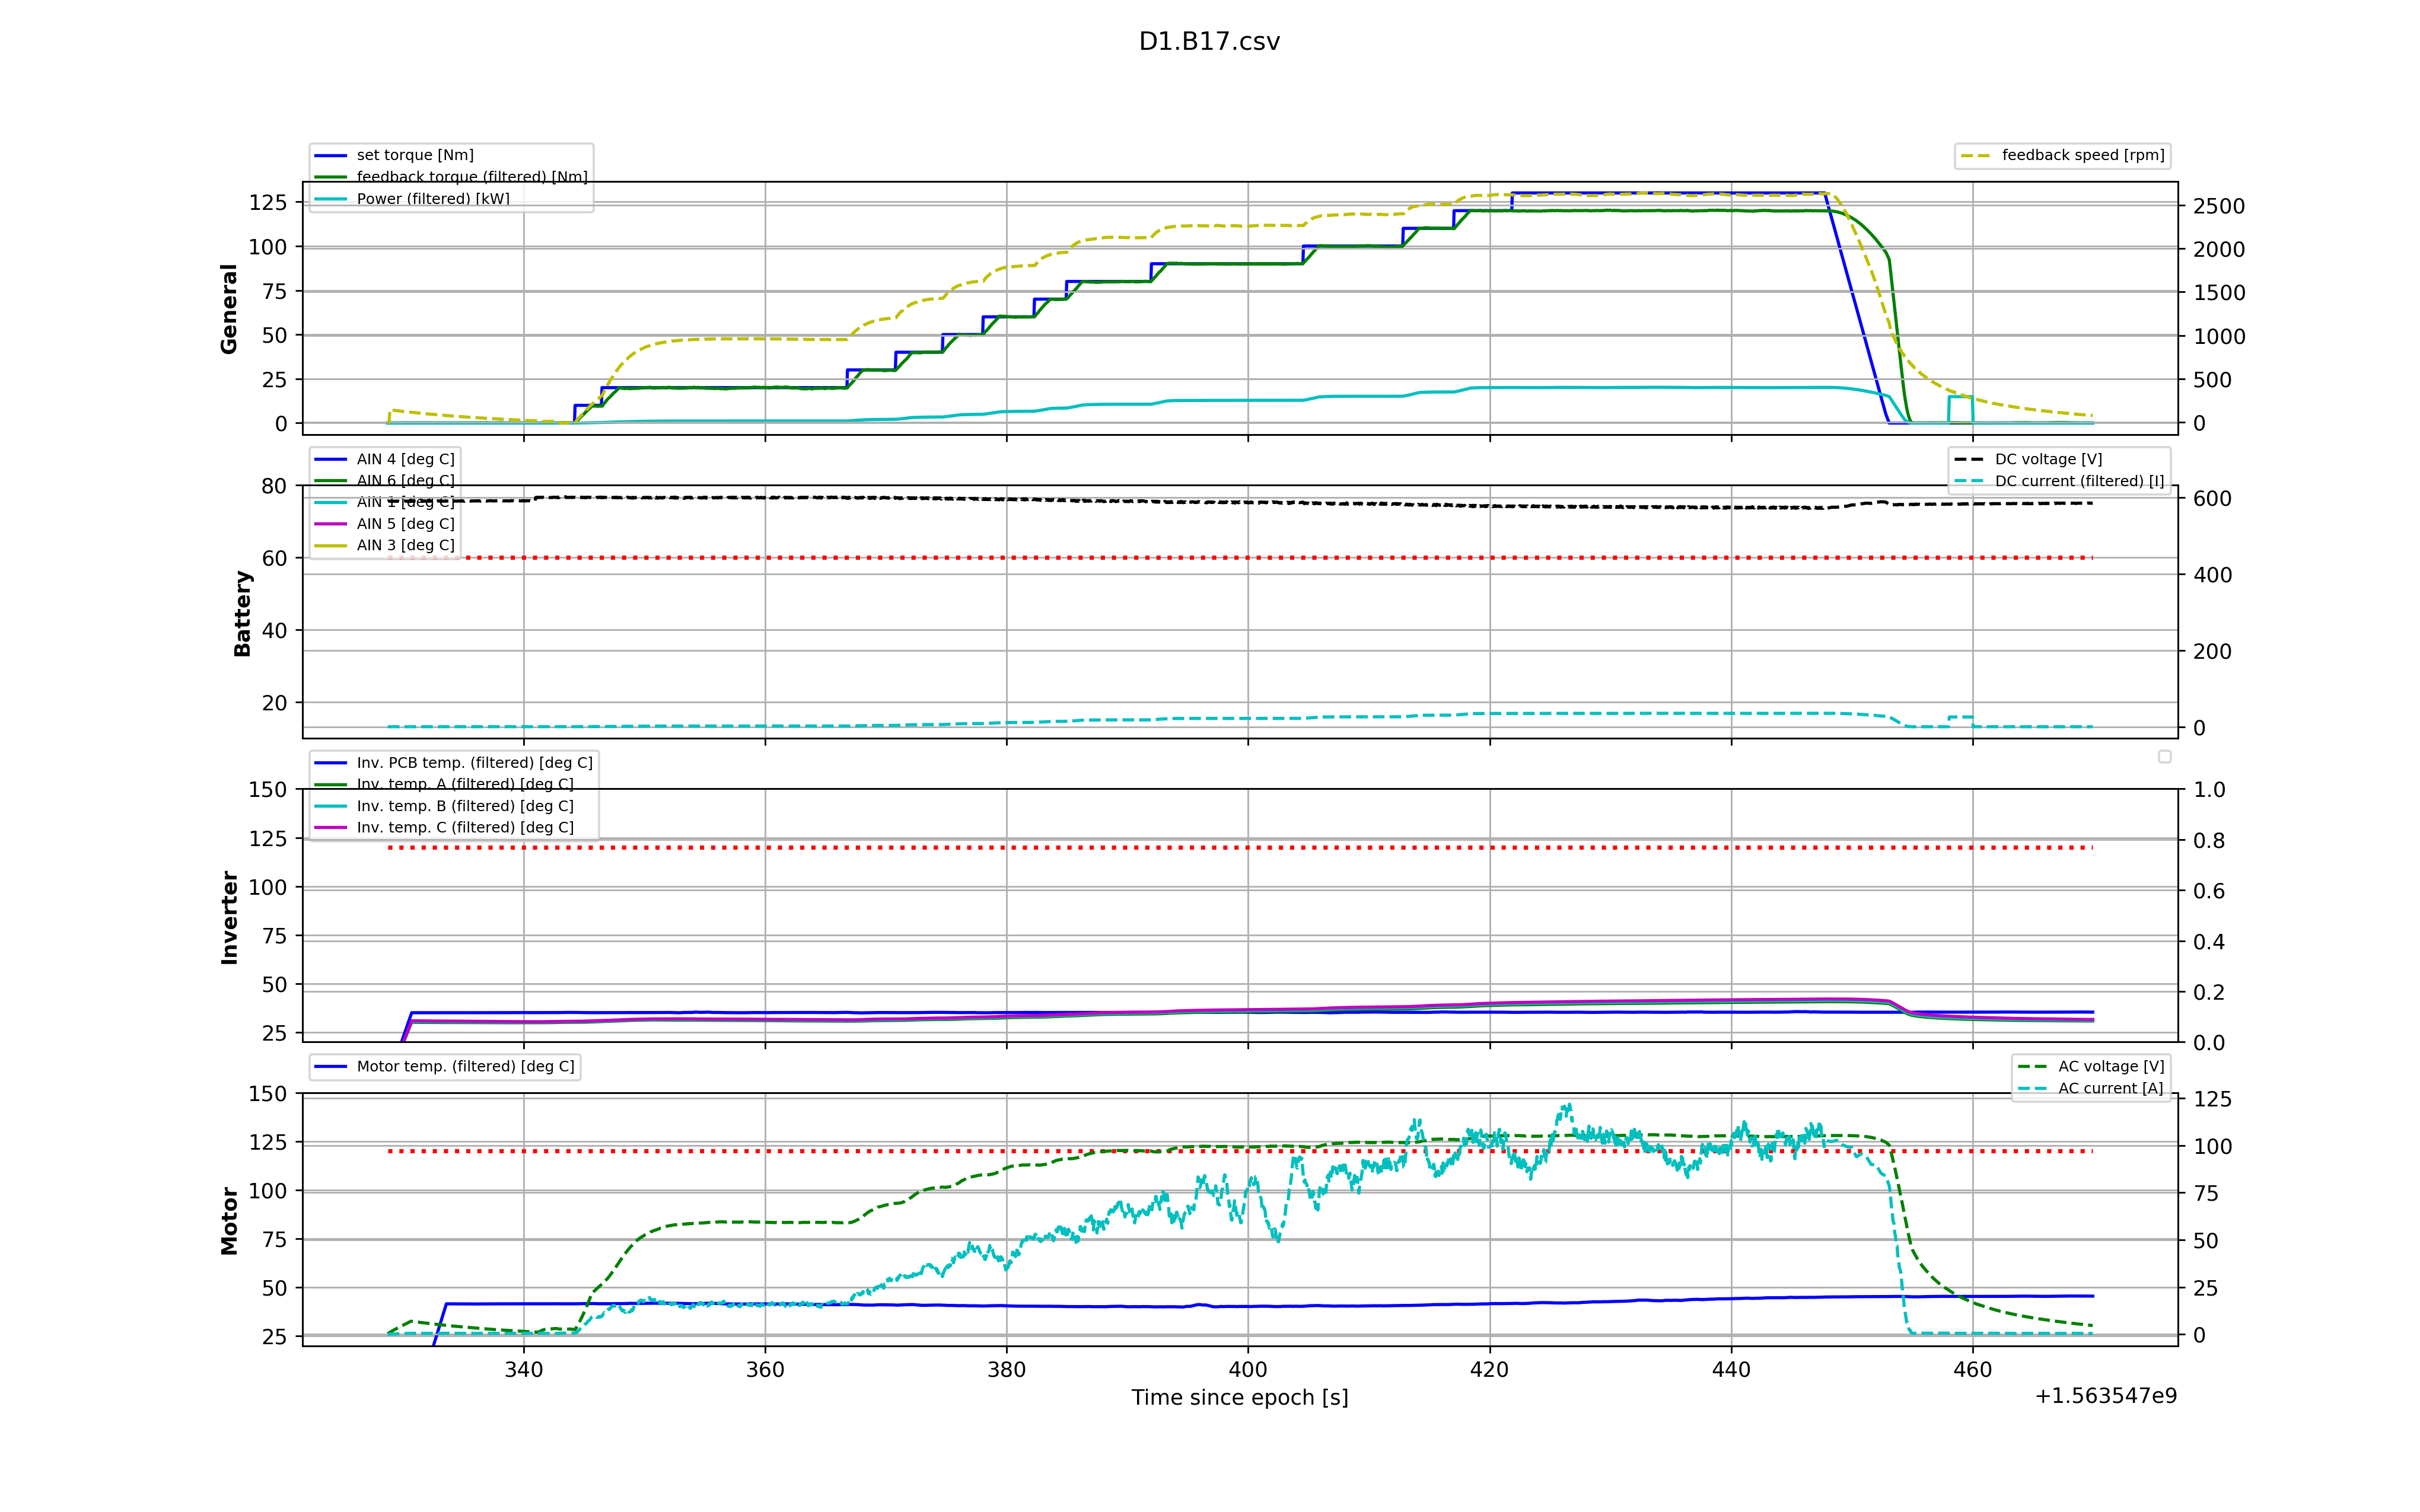 D1.B17.csv
set torque [Nm]
feedback torque (filtered) [Nm]
Power (filtered) [kW]
feedback speed [rpm]
General
125
100
75
50
25
0
2500
2000
1500
1000
500
0
AIN 4 [deg C]
AIN 6 [deg C]
AIN 1 [deg C]
AIN 5 [deg C]
AIN 3 [deg C]
DC voltage [V]
DC current (filtered) [I]
Battery
80
60
40
20
600
400
200
0
Inv. PCB temp. (filtered) [deg C]
Inv. temp. A (filtered) [deg C]
Inv. temp. B (filtered) [deg C]
Inv. temp. C (filtered) [deg C]
Inverter
150
125
100
75
50
25
1.0
0.8
0.6
0.4
0.2
0.0
Motor temp. (filtered) [deg C]
AC voltage [V]
AC current [A]
Motor
150
125
100
75
50
25
125
100
75
50
25
0
340 360 380 400 420 440 460
Time since epoch [s]
+1.563547e9